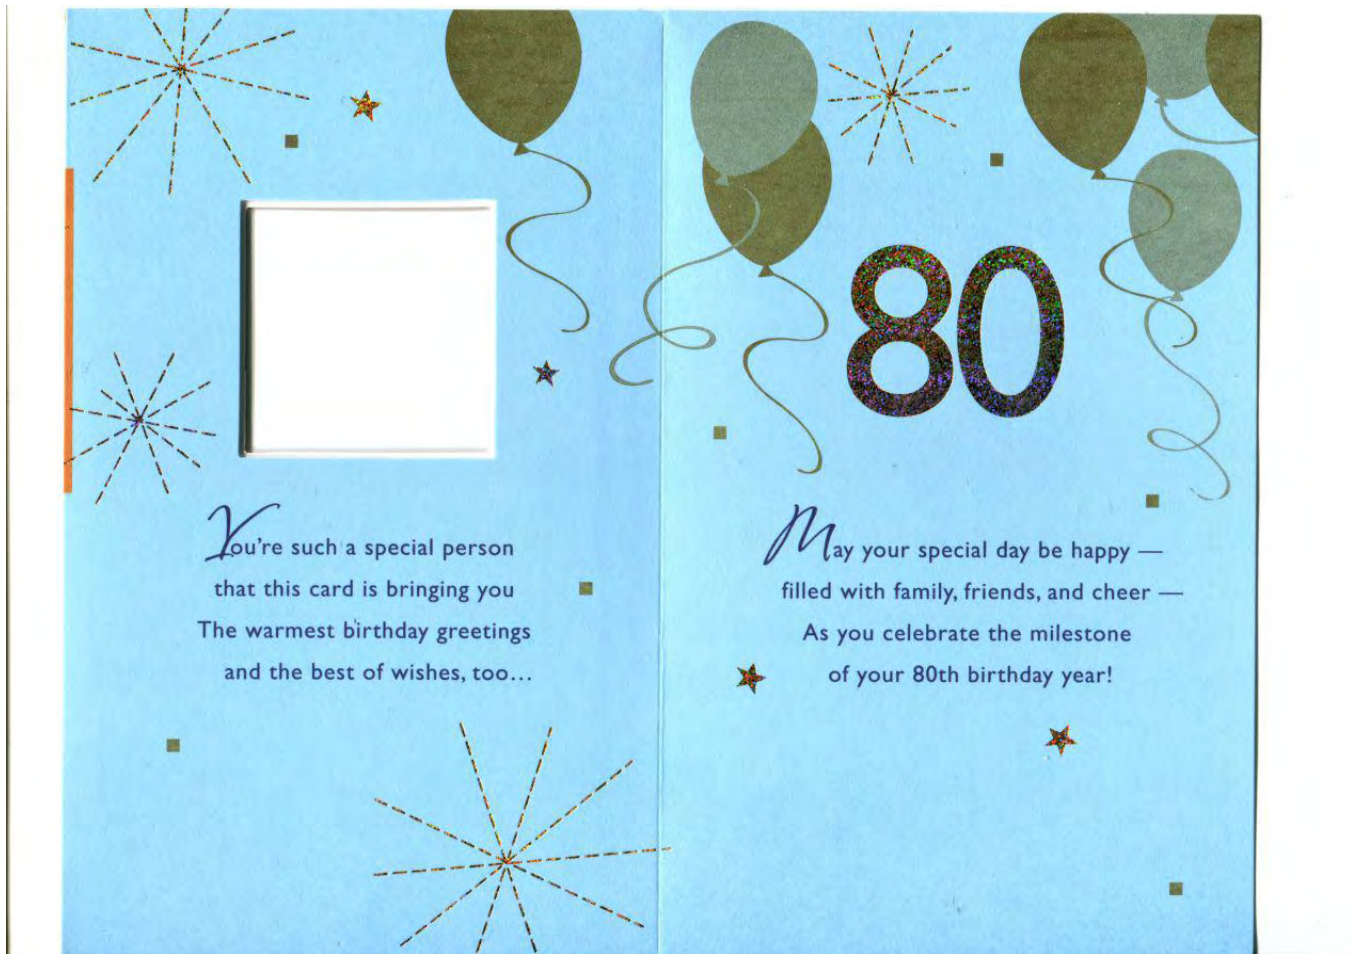 You're such a special person
that this card is bringing you
The warmest birthday greetings
and the best of wishes, too...
80
May your special day be happy —
filled with family, friends, and cheer —
As you celebrate the milestone
of your 80th birthday year!